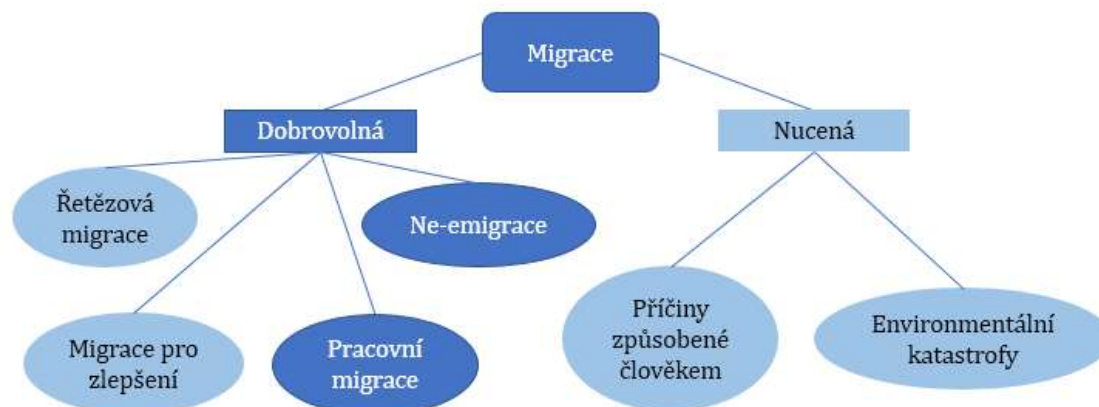 Migrace
Dobrovolná
Nucená
Řetězová
migrace
Ne-emigrace
Migrace pro
zlepšení
Pracovní
migrace
Příčiny
způsobené
člověkem
Environmentální
katastrofy